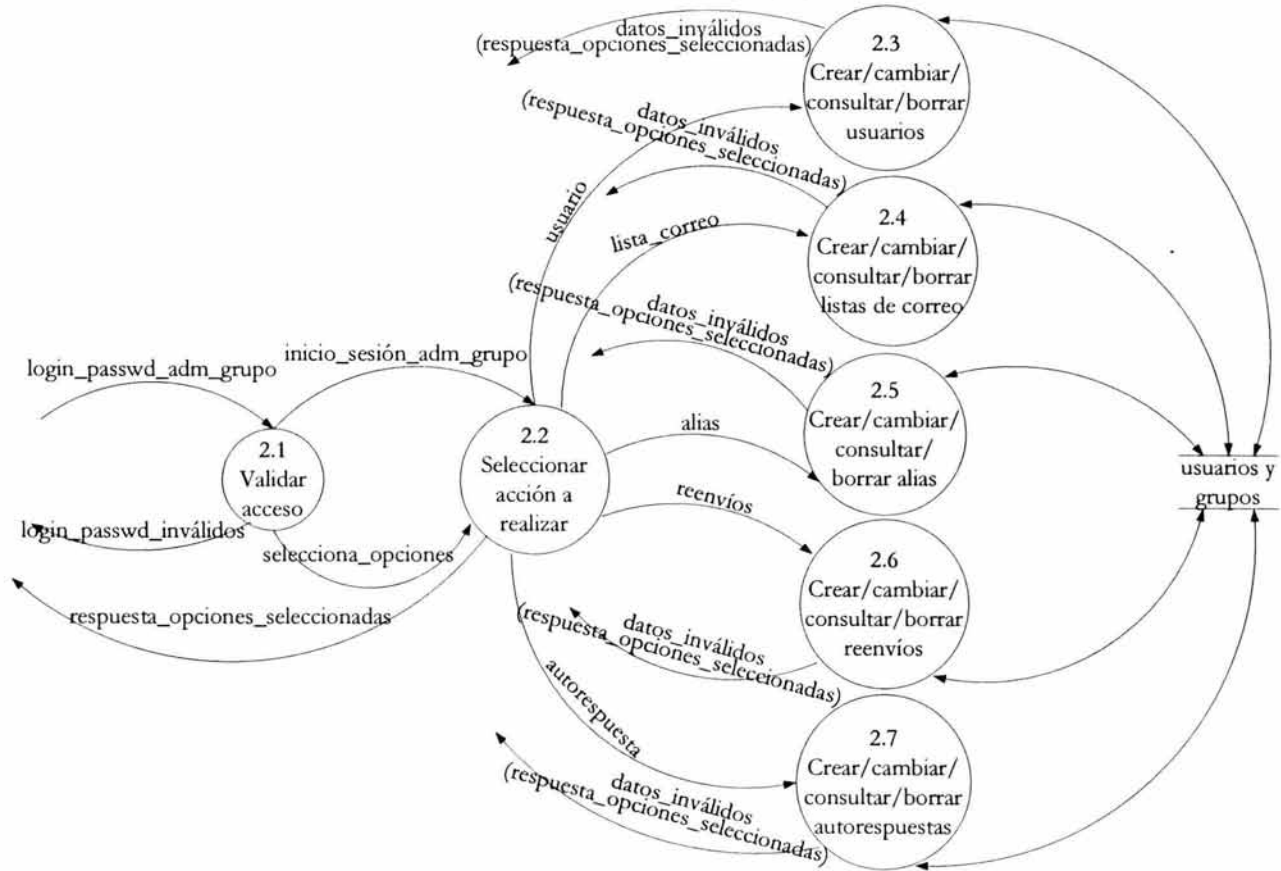 datos_inválidos
(respuesta_opciones_seleccionadas)
2.3
Crear/cambiar/
consultar/borrar
usuarios
datos_inválidos
(respuesta_opciones_seleccionadas)
usuario
2.4
Crear/cambiar/
consultar/borrar
listas de correo
lista_correo
datos_inválidos
(respuesta_opciones_seleccionadas)
login_passwd_adm_grupo
inicio_sesión_adm_grupo
2.5
Crear/cambiar/
consultar/
borrar alias
alias
2.1
Validar
acceso
2.2
Seleccionar
acción a
realizar
usuarios y
grupos
reenvíos
login_passwd_inválidos
selecciona_opciones
2.6
Crear/cambiar/
consultar/borrar
reenvíos
respuesta_opciones_seleccionadas
datos_inválidos
(respuesta_opciones_seleccionadas)
autorespuesta
2.7
Crear/cambiar/
consultar/borrar
autorespuestas
datos_inválidos
(respuesta_opciones_seleccionadas)